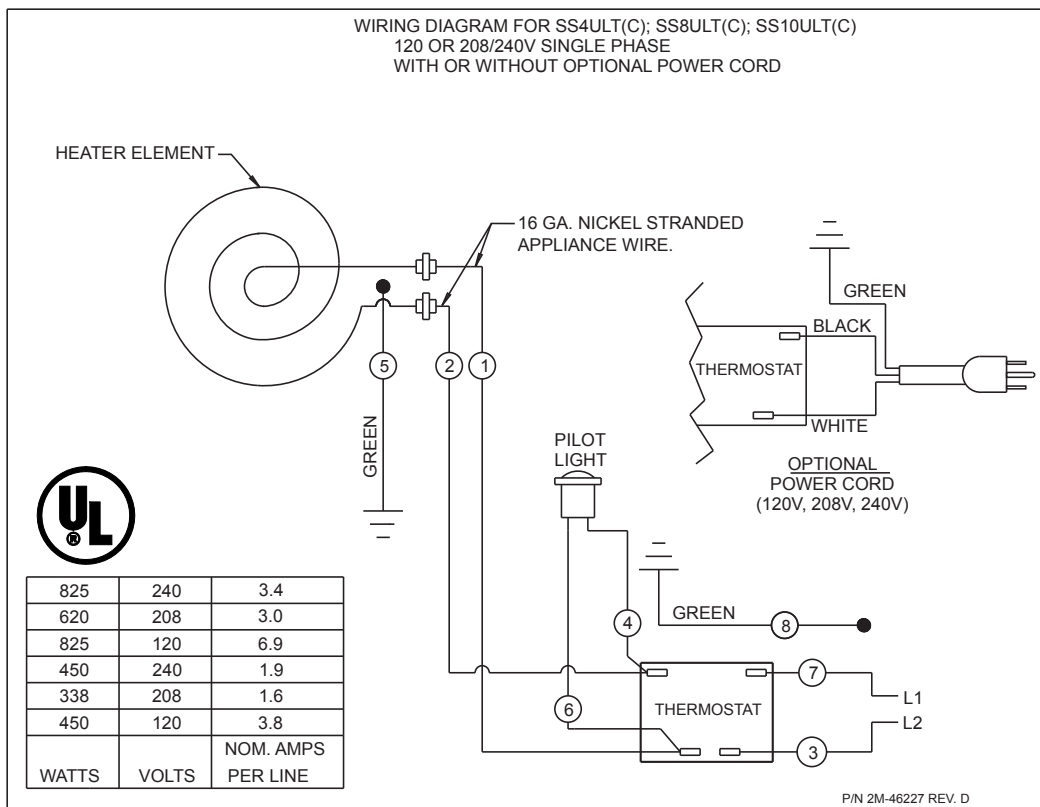 WIRING DIAGRAM FOR SS4ULT(C); SS8ULT(C); SS10ULT(C)
120 OR 208/240V SINGLE PHASE
WITH OR WITHOUT OPTIONAL POWER CORD
HEATER ELEMENT
16 GA. NICKEL STRANDED
APPLIANCE WIRE.
GREEN
BLACK
THERMOSTAT
WHITE
OPTIONAL
POWER CORD
(120V, 208V, 240V)
5
2
1
GREEN
PILOT
LIGHT
UL
®
4
GREEN
8
6
THERMOSTAT
7
L1
L2
3
825 240 3.4
620 208 3.0
825 120 6.9
450 240 1.9
338 208 1.6
450 120 3.8
NOM. AMPS
WATTS VOLTS PER LINE
P/N 2M-46227 REV. D